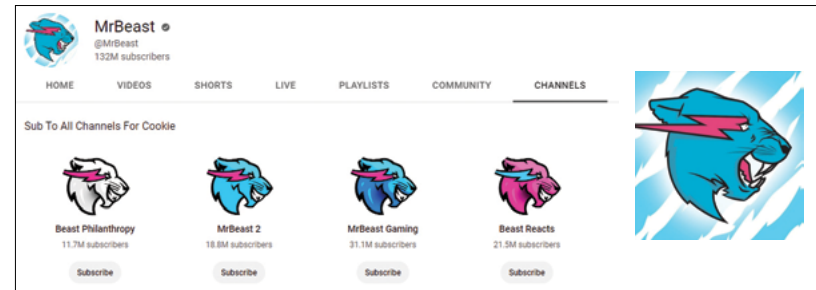 MrBeast
@MrBeast
132M subscribers
HOME VIDEOS SHORTS LIVE PLAYLISTS COMMUNITY CHANNELS
Sub To All Channels For Cookie
Beast Philanthropy MrBeast 2 MrBeast Gaming Beast Reacts
11.7M subscribers 18.8M subscribers 31.1M subscribers 21.5M subscribers
Subscribe Subscribe Subscribe Subscribe